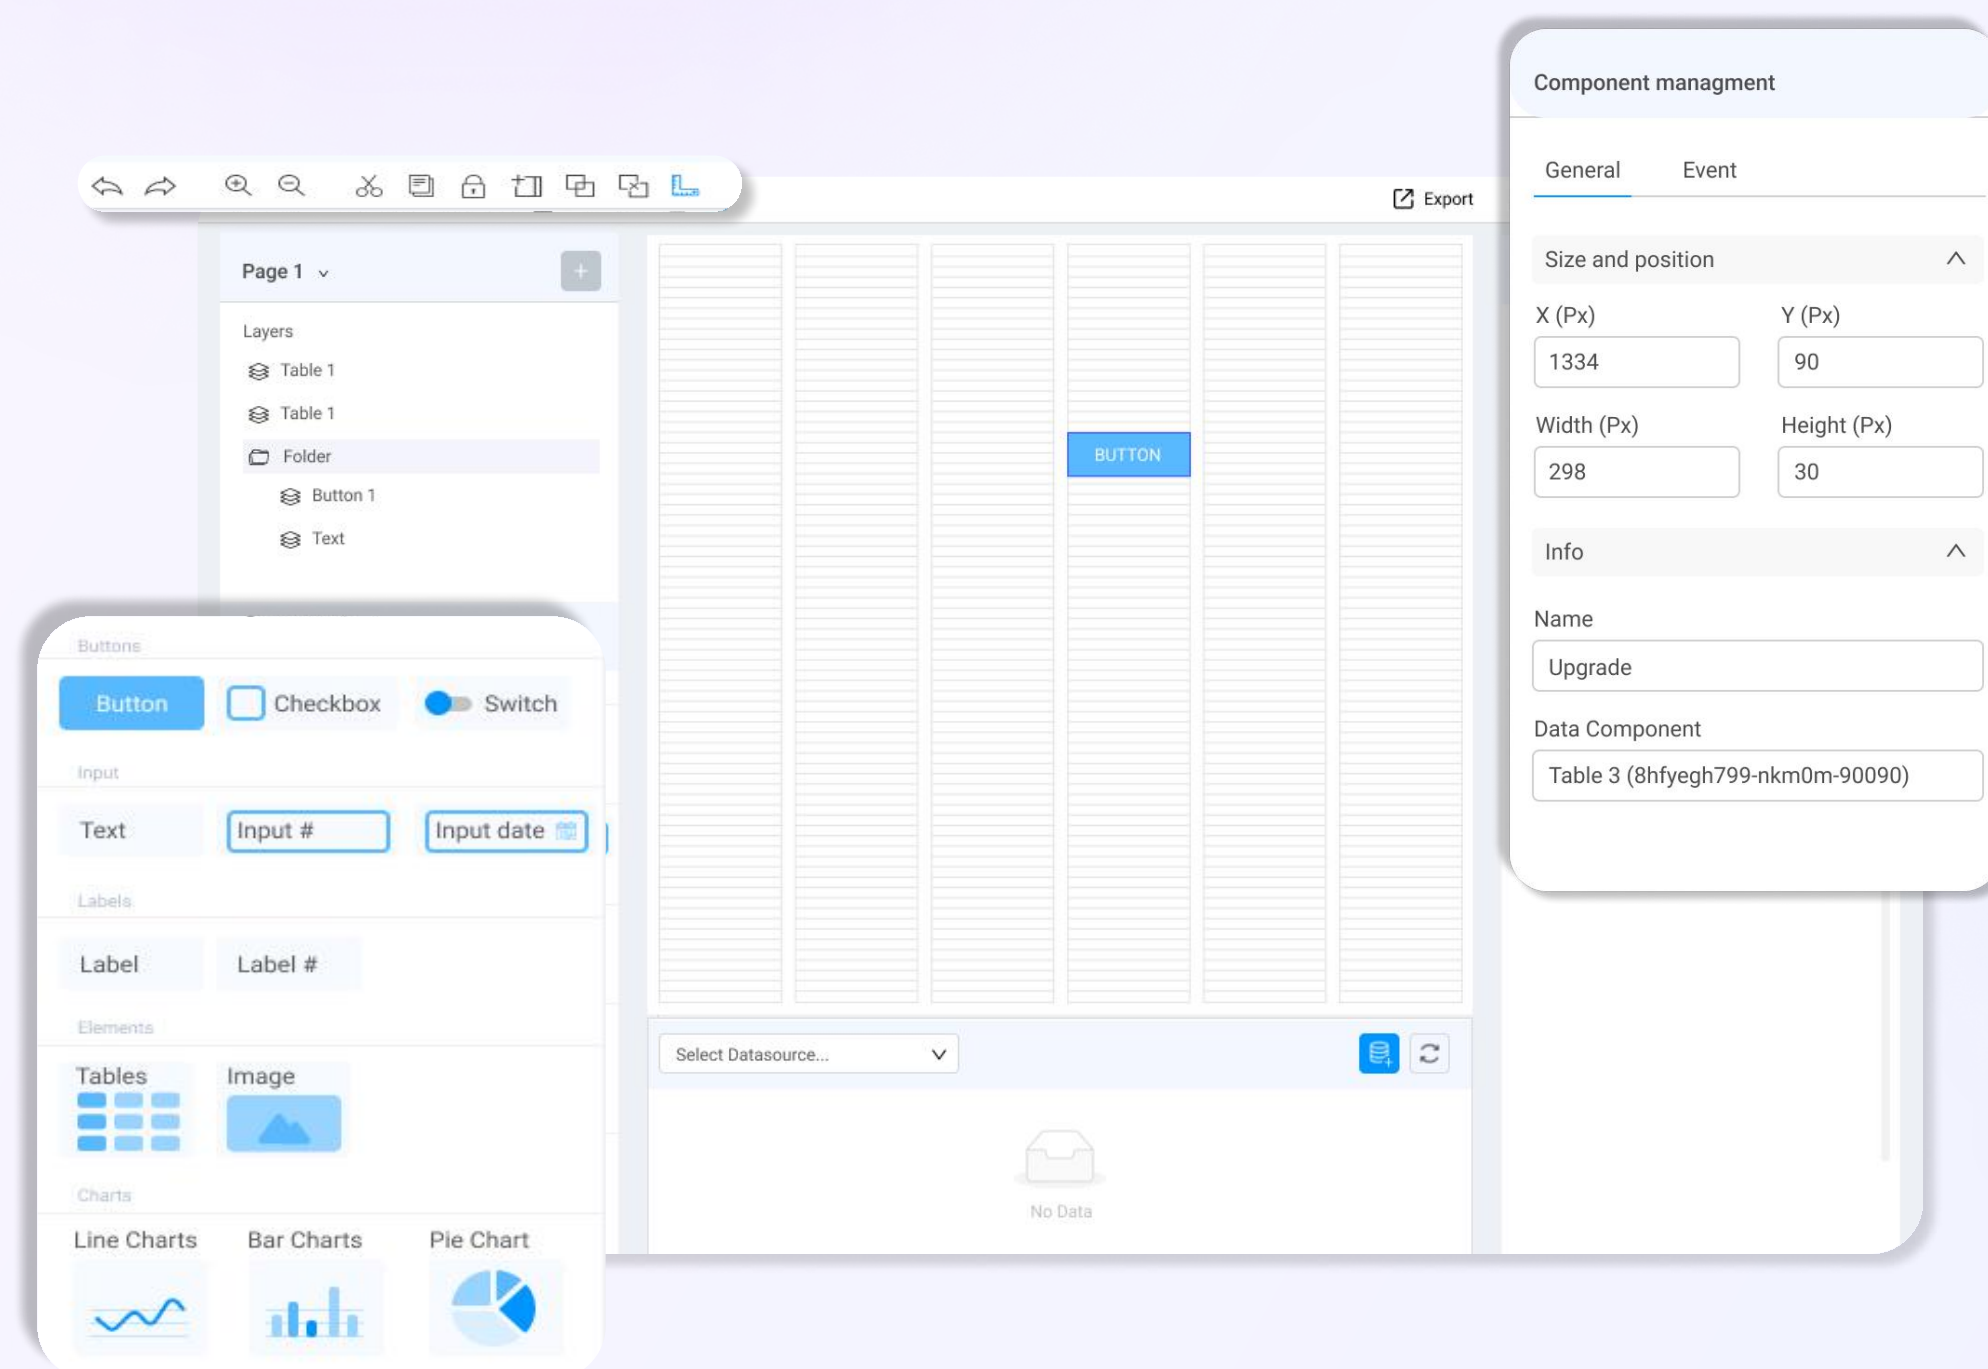 Component managment
General Event
Export
Size and position
X (Px) Y (Px)
1334 90
Width (Px) Height (Px)
298 30
Info
Name
Upgrade
Data Component
Table 3 (8hfyegh799-nkm0m-90090)
Page 1
+
Layers
Table 1
Table 1
Folder
Button 1
Text
BUTTON
Buttons
Button Checkbox Switch
Input
Text Input # Input date
Labels
Label Label #
Elements
Tables Image
Charts
Line Charts Bar Charts Pie Chart
Select Datasource...
No Data